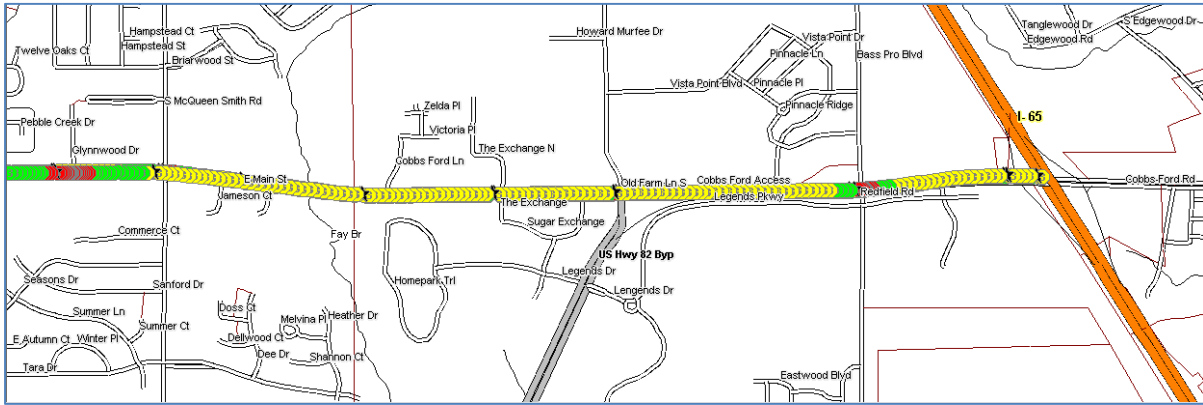 Hampstead Ct
Howard Murfee Dr
Vista Point Dr
Tanglewood Dr
S Edgewood Dr
Edgewood Rd
Twelve Oaks Ct
Hampstead St
Pinnacle Ln
Bass Pro Blvd
Briarwood St
Vista Point Blvd
Pinnacle Pl
S McQueen Smith Rd
Zelda Pl
Pinnacle Ridge
I- 65
Pebble Creek Dr
Victoria Pl
Glynnwood Dr
The Exchange N
Cobbs Ford Ln
E Main St
Old Farm Ln S
Cobbs Ford Access
Cobbs-Ford Rd
Jameson Ct
The Exchange
Legends Pkwy
Redfield Rd
Sugar Exchange
Commerce Ct
Fay Br
US Hwy 82 Byp
Seasons Dr
Sanford Dr
Homepark Trl
Legends Dr
Lengends Dr
Summer Ln
Doss Ct
Heather Dr
Melvina Pl
Summer Ct
E Autumn Ct
Winter Pl
Dellwood Ct
Dee Dr
Shannon Ct
Tara Dr
Eastwood Blvd